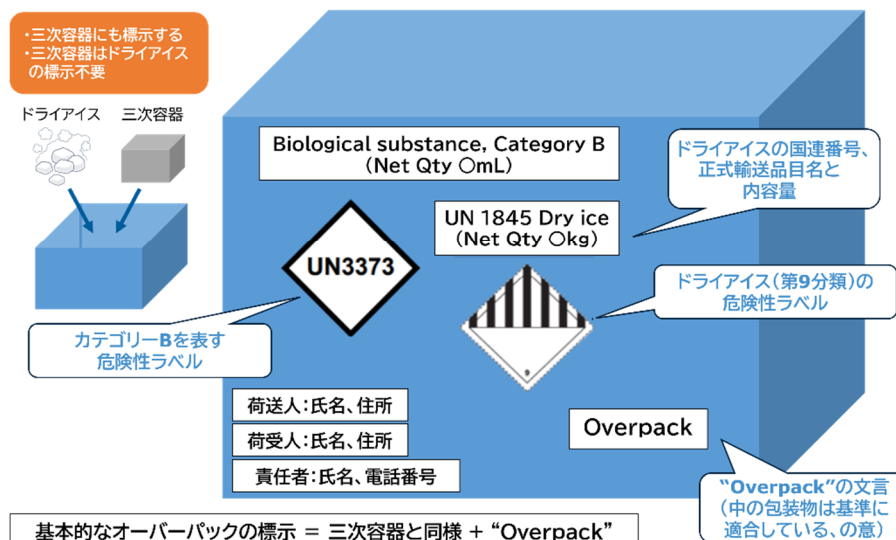 ・三次容器にも標示する
・三次容器はドライアイス
の標示不要
ドライアイス
三次容器
Biological substance, Category B
(Net Qty ○mL)
ドライアイスの国連番号、
正式輸送品目名と
内容量
UN 1845 Dry ice
(Net Qty ○kg)
UN3373
ドライアイス(第9分類)の
危険性ラベル
9
カテゴリーBを表す
危険性ラベル
荷送人:氏名、住所
荷受人:氏名、住所
責任者:氏名、電話番号
Overpack
“Overpack”の文言
(中の包装物は基準に
適合している、の意)
基本的なオーバーパックの標示 = 三次容器と同様 + “Overpack”